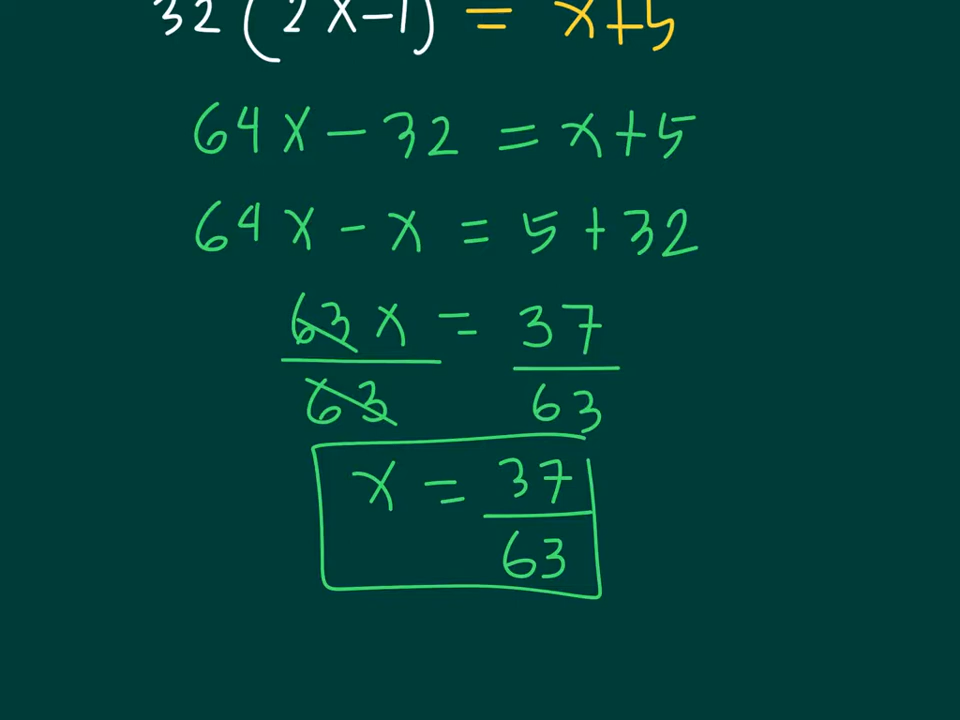 32(2x-1) = x+5
64x - 32 = x+5
64x - x = 5+32
63x = 37
63 63
x = 37
63